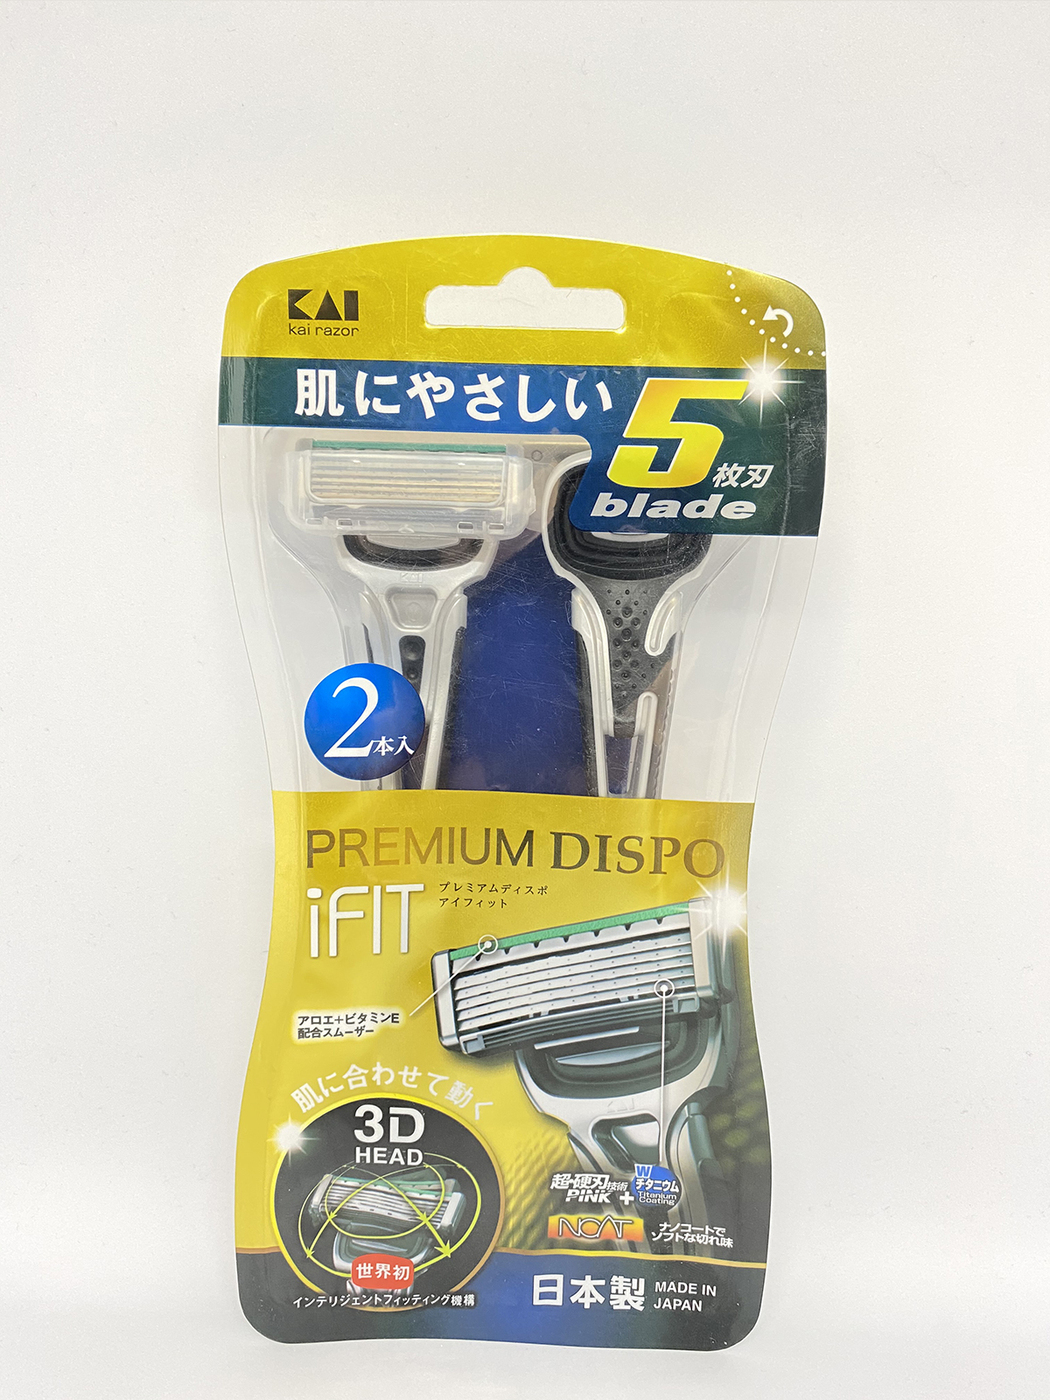 KAI
kai razor
肌にやさしい
5枚刃
blade
2本入
PREMIUM DISPO
iFIT
プレミアムディスポ
アイフィット
アロエ+ビタミンE
配合スムーザー
肌に合わせて動く
3D
HEAD
世界初
インテリジェントフィッティング機構
KAI
超・硬刃技術
PINK
+
W
チタニウム
Titanium
Coating
NCAT
ナノコートで
ソフトな切れ味
日本製
MADE IN
JAPAN